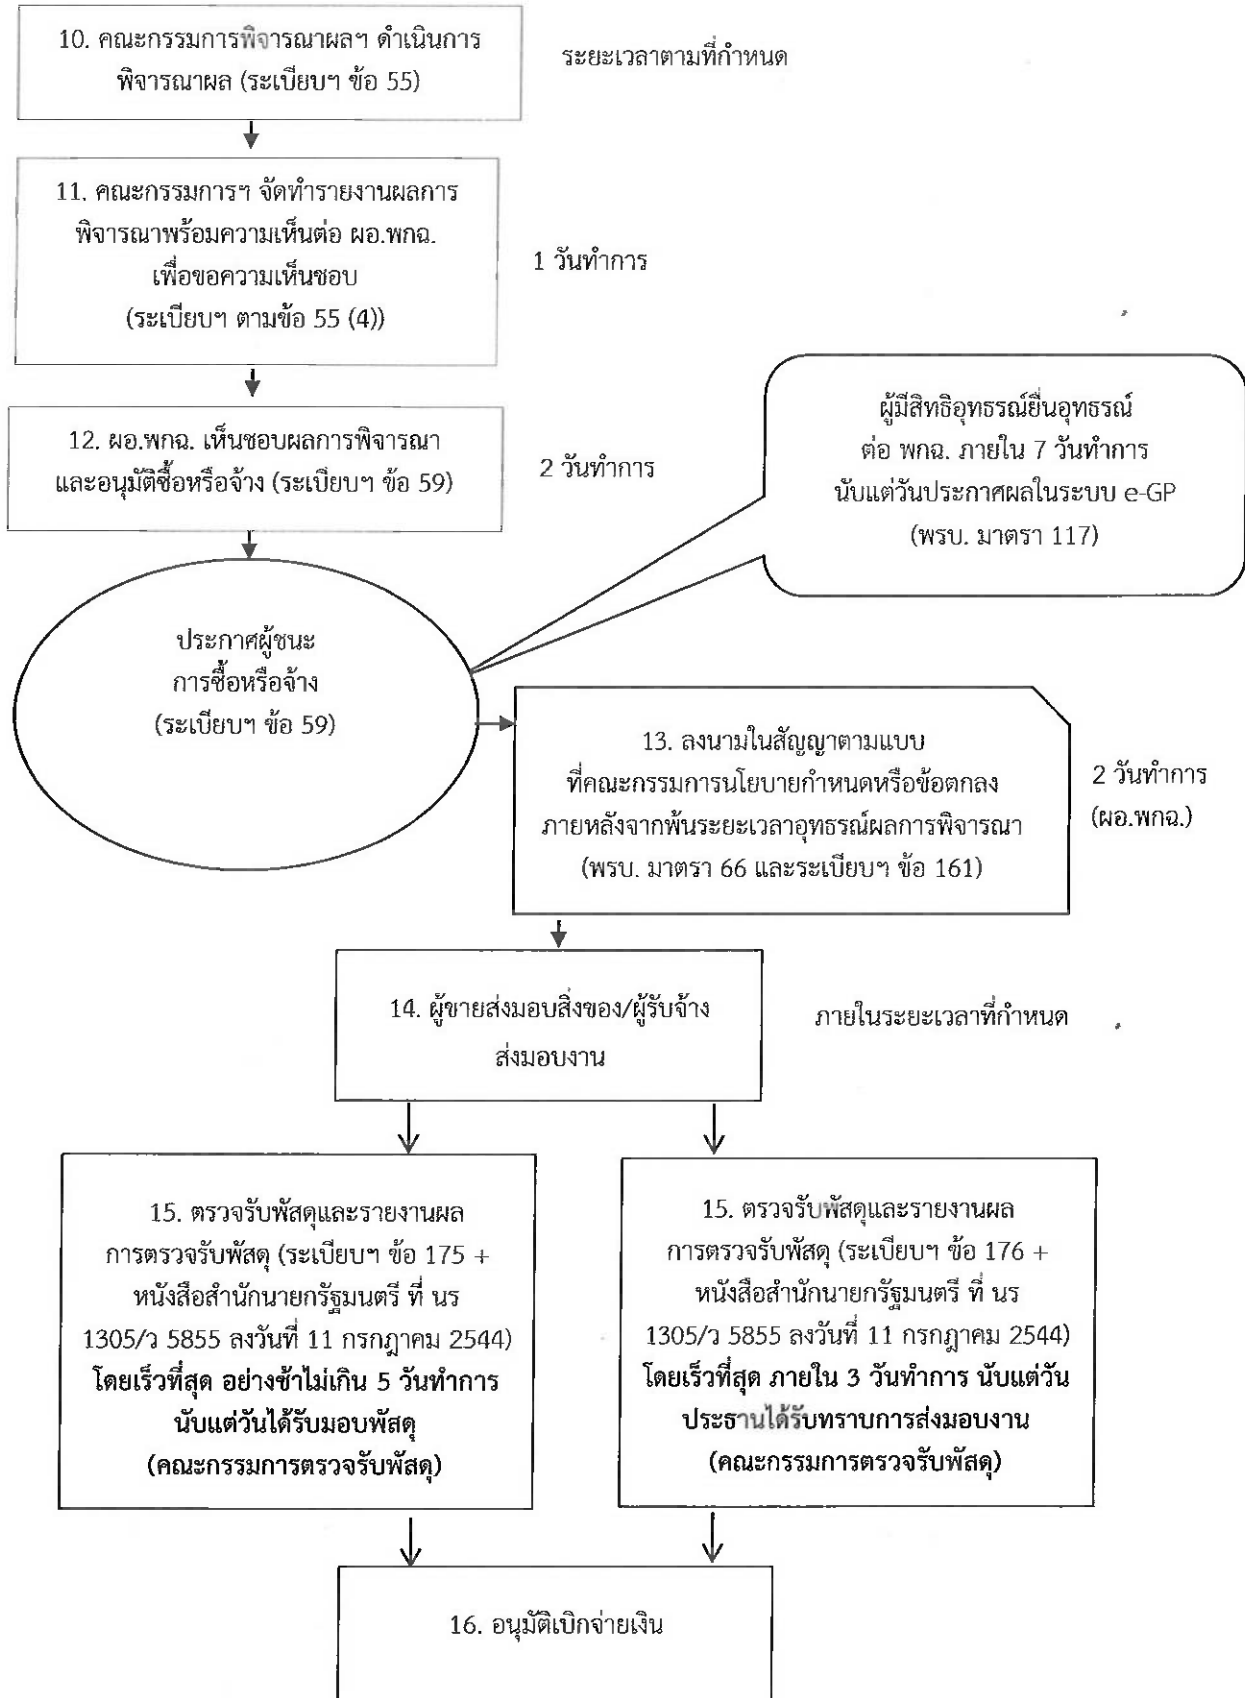 10. คณะกรรมการพิจารณาผลฯ ดำเนินการ
พิจารณาผล (ระเบียบฯ ข้อ 55)
ระยะเวลาตามที่กำหนด
11. คณะกรรมการฯ จัดทำรายงานผลการ
พิจารณาพร้อมความเห็นต่อ ผอ.พกฉ.
เพื่อขอความเห็นชอบ
(ระเบียบฯ ตามข้อ 55 (4))
1 วันทำการ
12. ผอ.พกฉ. เห็นชอบผลการพิจารณา
และอนุมัติซื้อหรือจ้าง (ระเบียบฯ ข้อ 59)
2 วันทำการ
ผู้มีสิทธิอุทธรณ์ยื่นอุทธรณ์
ต่อ พกฉ. ภายใน 7 วันทำการ
นับแต่วันประกาศผลในระบบ e-GP
(พรบ. มาตรา 117)
ประกาศผู้ชนะ
การซื้อหรือจ้าง
(ระเบียบฯ ข้อ 59)
13. ลงนามในสัญญาตามแบบ
ที่คณะกรรมการนโยบายกำหนดหรือข้อตกลง
ภายหลังจากพ้นระยะเวลาอุทธรณ์ผลการพิจารณา
(พรบ. มาตรา 66 และระเบียบฯ ข้อ 161)
2 วันทำการ
(ผอ.พกฉ.)
14. ผู้ขายส่งมอบสิ่งของ/ผู้รับจ้าง
ส่งมอบงาน
ภายในระยะเวลาที่กำหนด
15. ตรวจรับพัสดุและรายงานผล
การตรวจรับพัสดุ (ระเบียบฯ ข้อ 175 +
หนังสือสำนักนายกรัฐมนตรี ที่ นร
1305/ว 5855 ลงวันที่ 11 กรกฎาคม 2544)
โดยเร็วที่สุด อย่างช้าไม่เกิน 5 วันทำการ
นับแต่วันได้รับมอบพัสดุ
(คณะกรรมการตรวจรับพัสดุ)
15. ตรวจรับพัสดุและรายงานผล
การตรวจรับพัสดุ (ระเบียบฯ ข้อ 176 +
หนังสือสำนักนายกรัฐมนตรี ที่ นร
1305/ว 5855 ลงวันที่ 11 กรกฎาคม 2544)
โดยเร็วที่สุด ภายใน 3 วันทำการ นับแต่วัน
ประธานได้รับทราบการส่งมอบงาน
(คณะกรรมการตรวจรับพัสดุ)
16. อนุมัติเบิกจ่ายเงิน